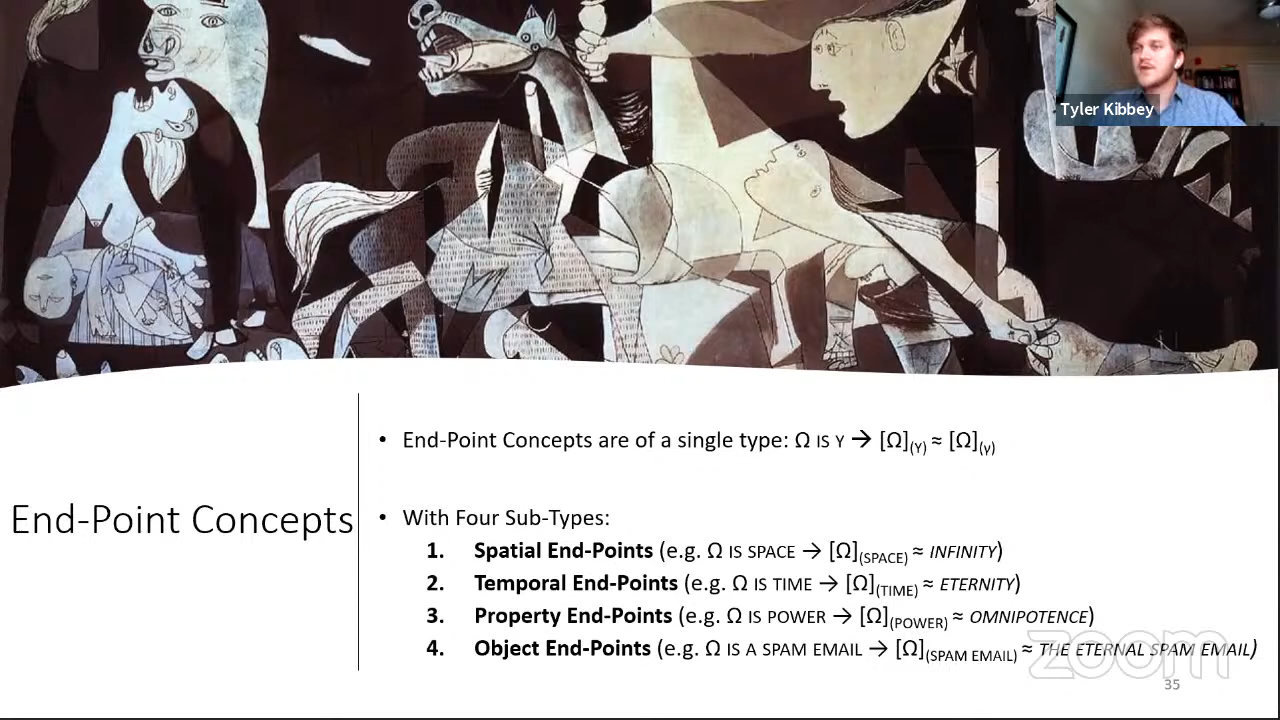 Tyler Kibbey
End-Point Concepts
• End-Point Concepts are of a single type: Ω IS Y → [Ω](Y) ≈ [Ω](γ)
• With Four Sub-Types:
1. Spatial End-Points (e.g. Ω IS SPACE → [Ω](SPACE) ≈ INFINITY)
2. Temporal End-Points (e.g. Ω IS TIME → [Ω](TIME) ≈ ETERNITY)
3. Property End-Points (e.g. Ω IS POWER → [Ω](POWER) ≈ OMNIPOTENCE)
4. Object End-Points (e.g. Ω IS A SPAM EMAIL → [Ω](SPAM EMAIL) ≈ THE ETERNAL SPAM EMAIL)
zoom
35